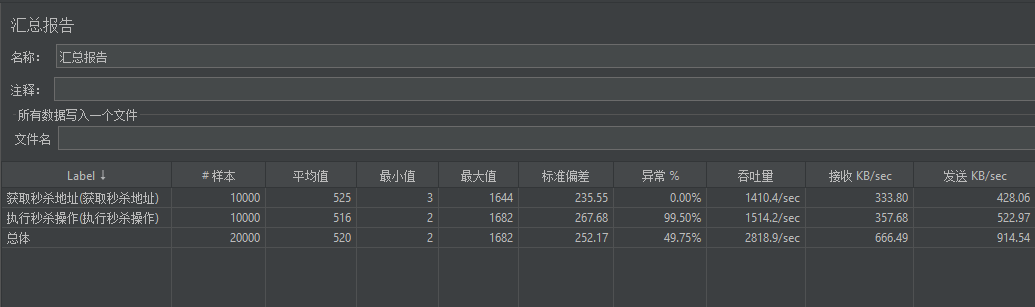 汇总报告
名称： 汇总报告
注释：
所有数据写入一个文件
文件名
Label ↓ # 样本 平均值 最小值 最大值 标准偏差 异常 % 吞吐量 接收 KB/sec 发送 KB/sec
获取秒杀地址(获取秒杀地址) 10000 525 3 1644 235.55 0.00% 1410.4/sec 333.80 428.06
执行秒杀操作(执行秒杀操作) 10000 516 2 1682 267.68 99.50% 1514.2/sec 357.68 522.97
总体 20000 520 2 1682 252.17 49.75% 2818.9/sec 666.49 914.54